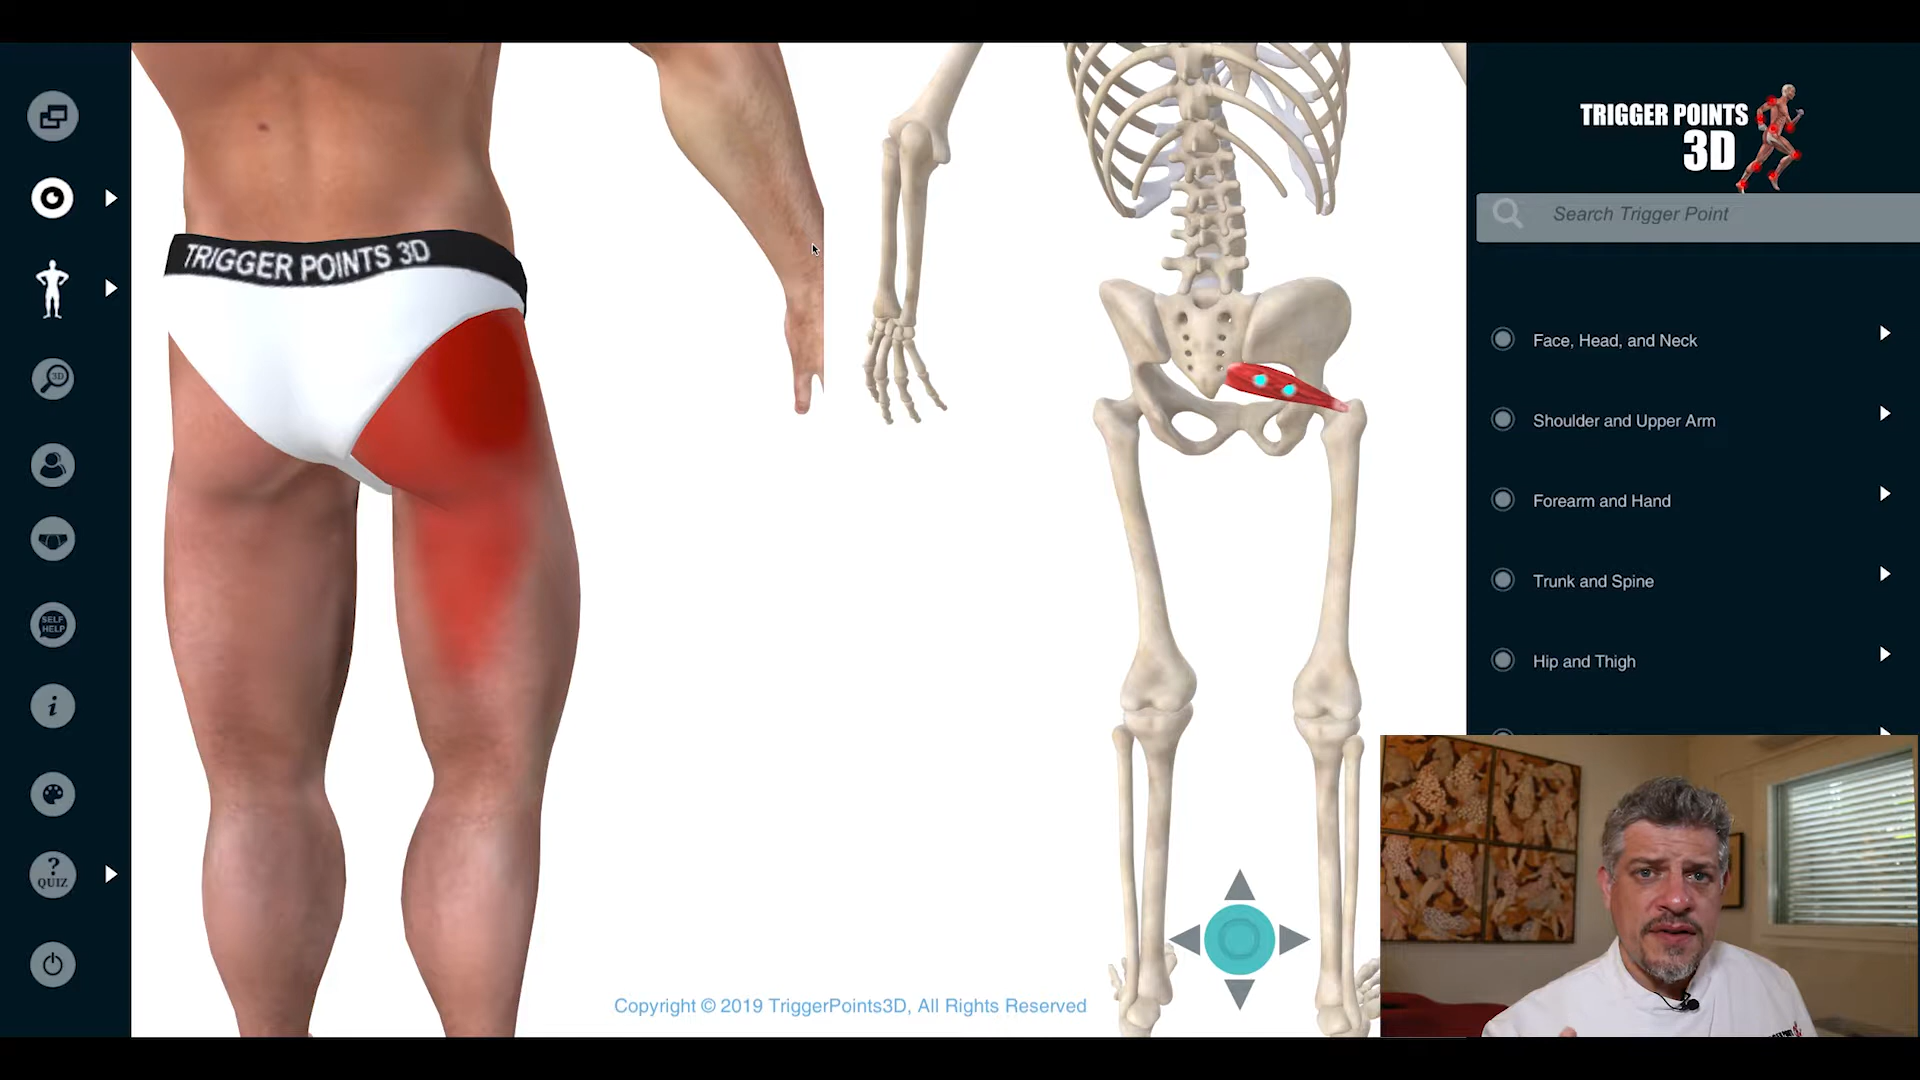 TRIGGER POINTS 3D
TRIGGER POINTS
3D
Search Trigger Point
Face, Head, and Neck
Shoulder and Upper Arm
Forearm and Hand
Trunk and Spine
Hip and Thigh
3D
SELF
HELP
i
?
QUIZ
Copyright © 2019 TriggerPoints3D, All Rights Reserved